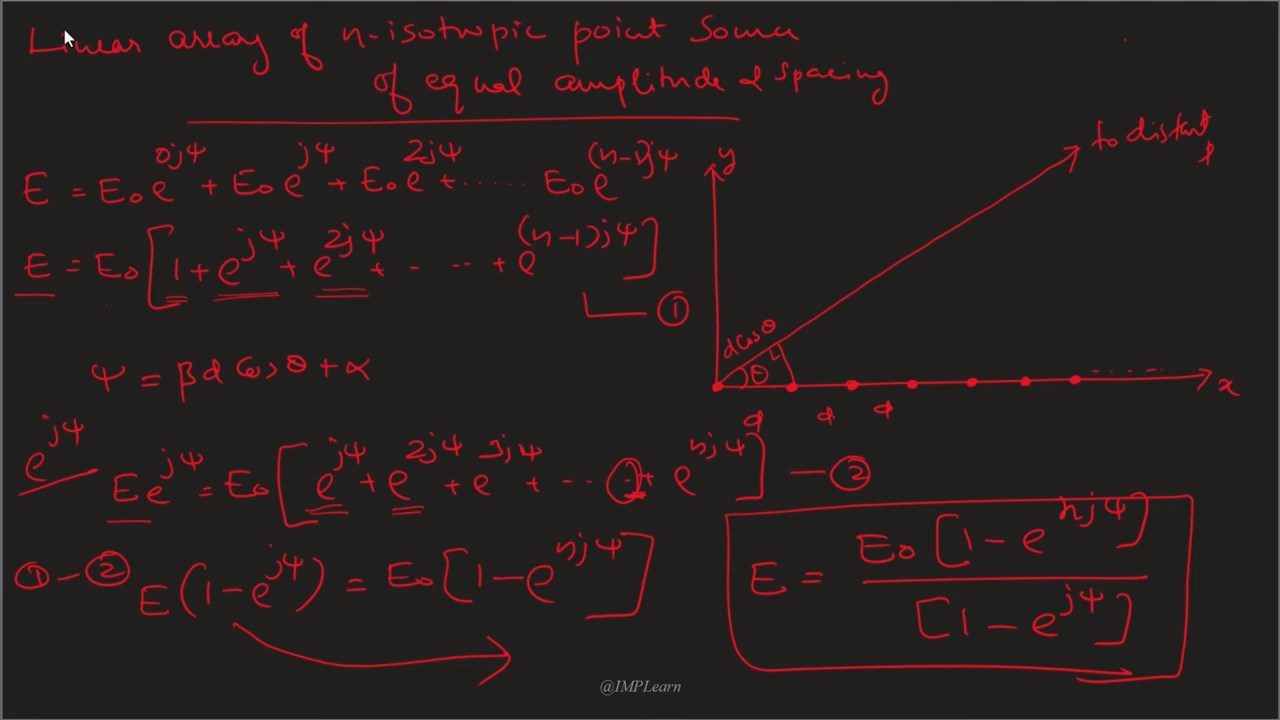 Linear array of n-isotropic point Source
of equal amplitude & spacing
E = E₀e^{0jψ} + E₀e^{jψ} + E₀e^{2jψ} + ...... E₀e^{(n-1)jψ}
E = E₀[1 + e^{jψ} + e^{2jψ} + - - -- + e^{(n-1)jψ}]
①
ψ = βd Cosθ + α
y
to distant
p
dCosθ
θ
x
d d d
e^{jψ}
Ee^{jψ} = E₀[e^{jψ} + e^{2jψ} + e^{3jψ} + ... + e^{njψ}] — ②
① - ② E(1 - e^{jψ}) = E₀[1 - e^{njψ}]
E = E₀[1 - e^{njψ}] / [1 - e^{jψ}]
@IMPLearn